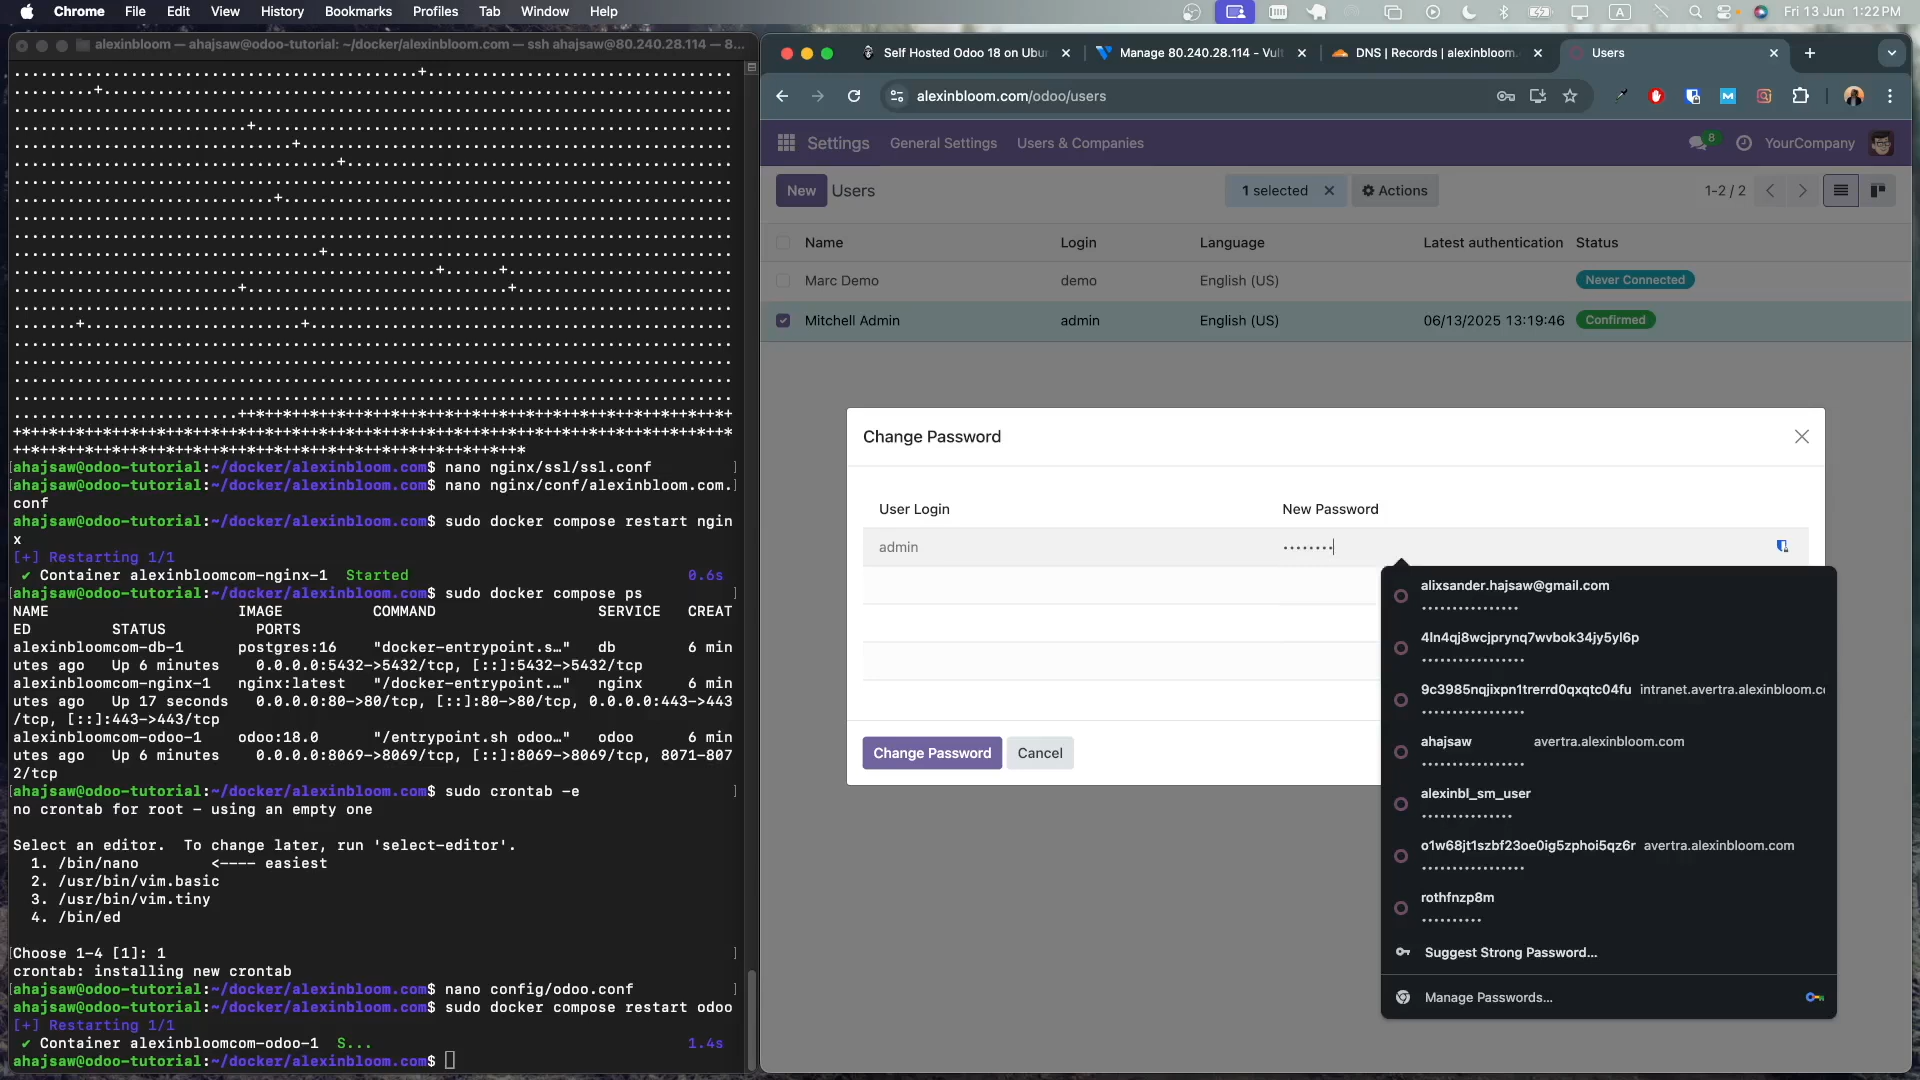 Chrome File Edit View History Bookmarks Profiles Tab Window Help
A Fri 13 Jun 1:22 PM
alexinbloom — ahajsaw@odoo-tutorial: ~/docker/alexinbloom.com — ssh ahajsaw@80.240.28.114 — 8...
ahajsaw@odoo-tutorial:~/docker/alexinbloom.com$ nano nginx/ssl/ssl.conf
ahajsaw@odoo-tutorial:~/docker/alexinbloom.com$ nano nginx/conf/alexinbloom.com.
conf
ahajsaw@odoo-tutorial:~/docker/alexinbloom.com$ sudo docker compose restart ngin
x
[+] Restarting 1/1
✔ Container alexinbloomcom-nginx-1 Started 0.6s
ahajsaw@odoo-tutorial:~/docker/alexinbloom.com$ sudo docker compose ps
NAME IMAGE COMMAND SERVICE CREAT
ED STATUS PORTS
alexinbloomcom-db-1 postgres:16 "docker-entrypoint.s…" db 6 min
utes ago Up 6 minutes 0.0.0.0:5432->5432/tcp, [::]:5432->5432/tcp
alexinbloomcom-nginx-1 nginx:latest "/docker-entrypoint.…" nginx 6 min
utes ago Up 17 seconds 0.0.0.0:80->80/tcp, [::]:80->80/tcp, 0.0.0.0:443->443
/tcp, [::]:443->443/tcp
alexinbloomcom-odoo-1 odoo:18.0 "/entrypoint.sh odoo…" odoo 6 min
utes ago Up 6 minutes 0.0.0.0:8069->8069/tcp, [::]:8069->8069/tcp, 8071-807
2/tcp
ahajsaw@odoo-tutorial:~/docker/alexinbloom.com$ sudo crontab -e
no crontab for root - using an empty one
Select an editor. To change later, run 'select-editor'.
1. /bin/nano <---- easiest
2. /usr/bin/vim.basic
3. /usr/bin/vim.tiny
4. /bin/ed
Choose 1-4 [1]: 1
crontab: installing new crontab
ahajsaw@odoo-tutorial:~/docker/alexinbloom.com$ nano config/odoo.conf
ahajsaw@odoo-tutorial:~/docker/alexinbloom.com$ sudo docker compose restart odoo
[+] Restarting 1/1
✔ Container alexinbloomcom-odoo-1 S... 1.4s
ahajsaw@odoo-tutorial:~/docker/alexinbloom.com$
Self Hosted Odoo 18 on Ubu
Manage 80.240.28.114 - Vult
DNS | Records | alexinbloom.
Users
alexinbloom.com/odoo/users
Settings General Settings Users & Companies
8 YourCompany
New Users
1 selected
Actions
1-2 / 2
Name Login Language Latest authentication Status
Marc Demo demo English (US) Never Connected
Mitchell Admin admin English (US) 06/13/2025 13:19:46 Confirmed
Change Password
User Login New Password
admin ••••••••
Change Password Cancel
alixsander.hajsaw@gmail.com
4ln4qj8wcjprynq7wvbok34jy5yl6p
9c3985nqjixpn1trerrd0qxqtc04fu intranet.avertra.alexinbloom.c
ahajsaw avertra.alexinbloom.com
alexinbl_sm_user
o1w68jt1szbf23oe0ig5zphoi5qz6r avertra.alexinbloom.com
rothfnzp8m
Suggest Strong Password...
Manage Passwords...